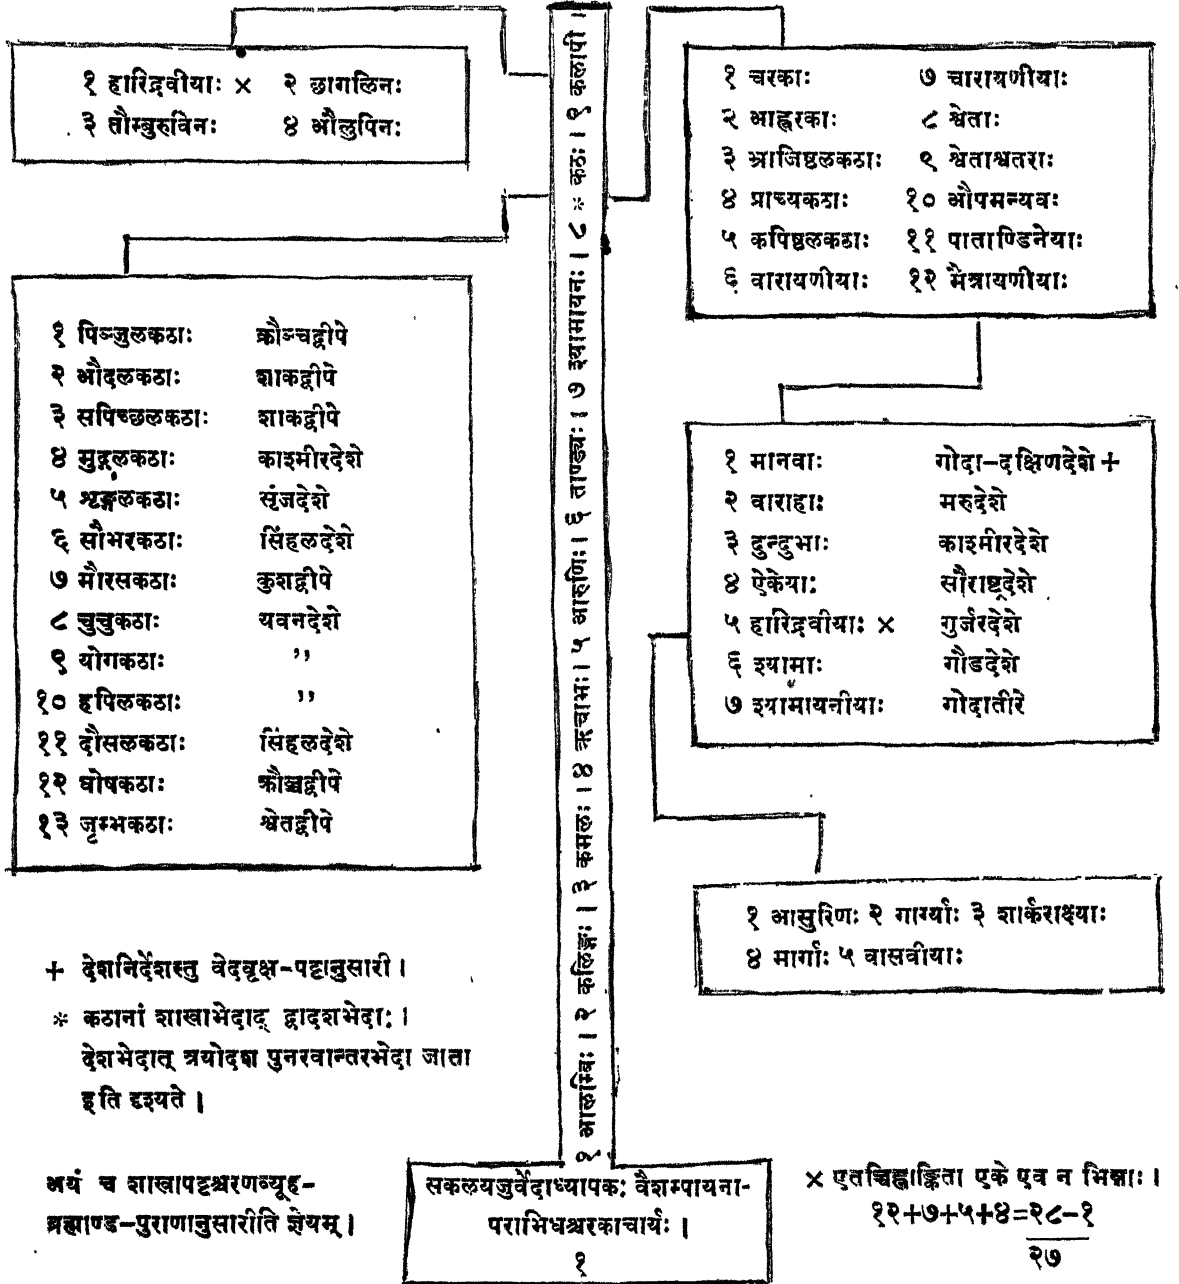 १ हारिद्रवीयाः × २ छागलिनः
३ तौम्बुरुविनः ४ औलुपिनः
१ चरकाः ७ चारायणीयाः
२ आह्वरकाः ८ श्वेताः
३ भ्राजिष्ठलकठाः ९ श्वेताश्वतराः
४ प्राच्यकठाः १० औपमन्यवः
५ कपिष्ठलकठाः ११ पाताण्डिनेयाः
६ वारायणीयाः १२ मैत्रायणीयाः
१ पिञ्जुलकठाः क्रौञ्चद्वीपे
२ औदलकठाः शाकद्वीपे
३ सपिच्छलकठाः शाकद्वीपे
४ मुद्गलकठाः काश्मीरदेशे
५ शृङ्गलकठाः सृंजदेशे
६ सौभरकठाः सिंहलदेशे
७ मौरसकठाः कुशद्वीपे
८ चुचुकठाः यवनदेशे
९ योगकठाः ’’
१० हपिलकठाः ’’
११ दौसलकठाः सिंहलदेशे
१२ घोषकठाः क्रौञ्चद्वीपे
१३ जृम्भकठाः श्वेतद्वीपे
१ मानवाः गोदा-दक्षिणदेशे +
२ वाराहाः मरुदेशे
३ दुन्दुभाः काश्मीरदेशे
४ ऐकेयाः सौराष्ट्रदेशे
५ हारिद्रवीयाः × गुर्जरदेशे
६ श्यामाः गौडदेशे
७ श्यामायनीयाः गोदातीरे
१ आसुरिणः २ गार्ग्याः ३ शार्कराक्ष्याः
४ मार्गाः ५ वासवीयाः
१ आलम्बिः । २ कलिङ्गः । ३ कमलः । ४ ऋचाभः । ५ आरुणिः । ६ ताण्ड्यः । ७ श्यामायनः । ८ * कठः । ९ कलापी ।
+ देशनिर्देशस्तु वेदवृक्ष-पट्टानुसारी ।
* कठानां शाखाभेदाद् द्वादशभेदाः ।
देशभेदात् त्रयोदश पुनरवान्तरभेदा जाता
इति दृश्यते ।
अयं च शाखापट्टश्चरणव्यूह-
ब्रह्माण्ड-पुराणानुसारीति ज्ञेयम् ।
सकलयजुर्वेदाध्यापकः वैशम्पायना-
पराभिधश्चरकाचार्यः ।
१
× एतच्चिह्नाङ्किता एके एव न भिन्नाः ।
१२+७+५+४=२८-१
२७